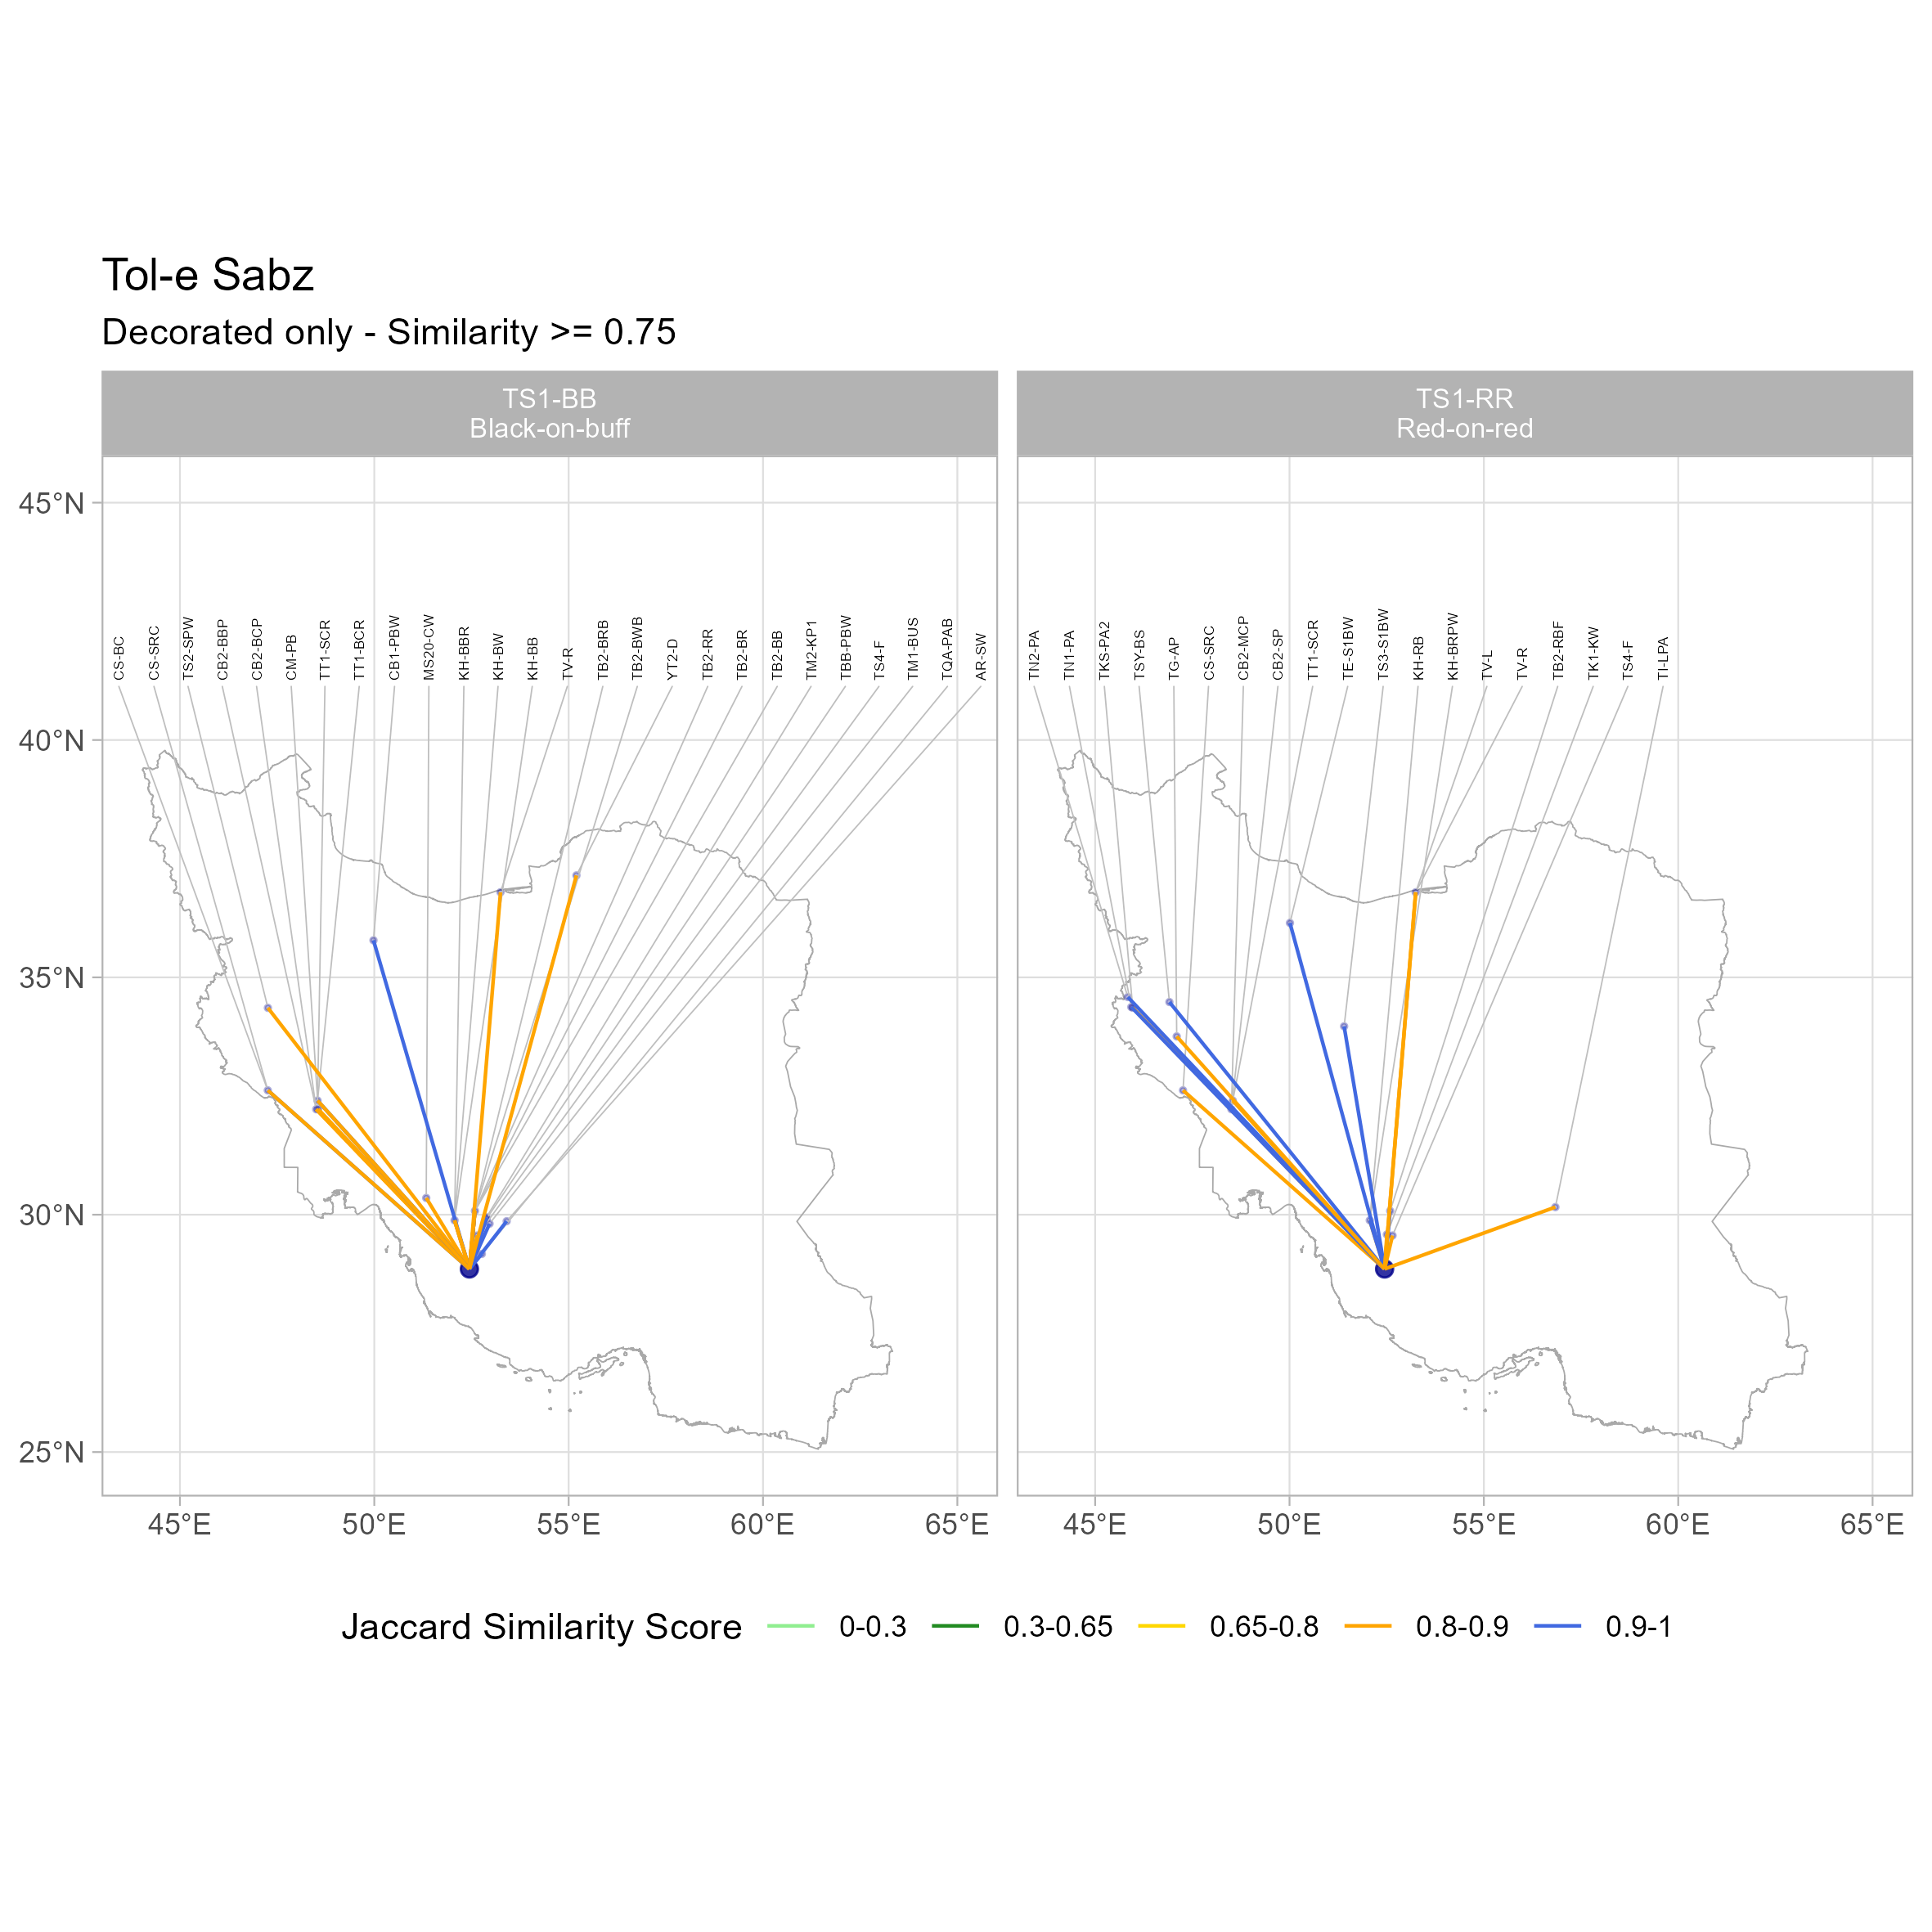 Tol-e Sabz
Decorated only - Similarity >= 0.75
TS1-BB
Black-on-buff
TS1-RR
Red-on-red
45°N
40°N
35°N
30°N
25°N
CS-BC
CS-SRC
TS2-SPW
CB2-BBP
CB2-BCP
CM-PB
TT1-SCR
TT1-BCR
CB1-PBW
MS20-CW
KH-BBR
KH-BW
KH-BB
TV-R
TB2-BRB
TB2-BWB
YT2-D
TB2-RR
TB2-BR
TB2-BB
TM2-KP1
TBB-PBW
TS4-F
TM1-BUS
TQA-PAB
AR-SW
TN2-PA
TN1-PA
TKS-PA2
TSY-BS
TG-AP
CS-SRC
CB2-MCP
CB2-SP
TT1-SCR
TE-S1BW
TS3-S1BW
KH-RB
KH-BRPW
TV-L
TV-R
TB2-RBF
TK1-KW
TS4-F
TI-LPA
45°E 50°E 55°E 60°E 65°E
45°E 50°E 55°E 60°E 65°E
Jaccard Similarity Score 0-0.3 0.3-0.65 0.65-0.8 0.8-0.9 0.9-1